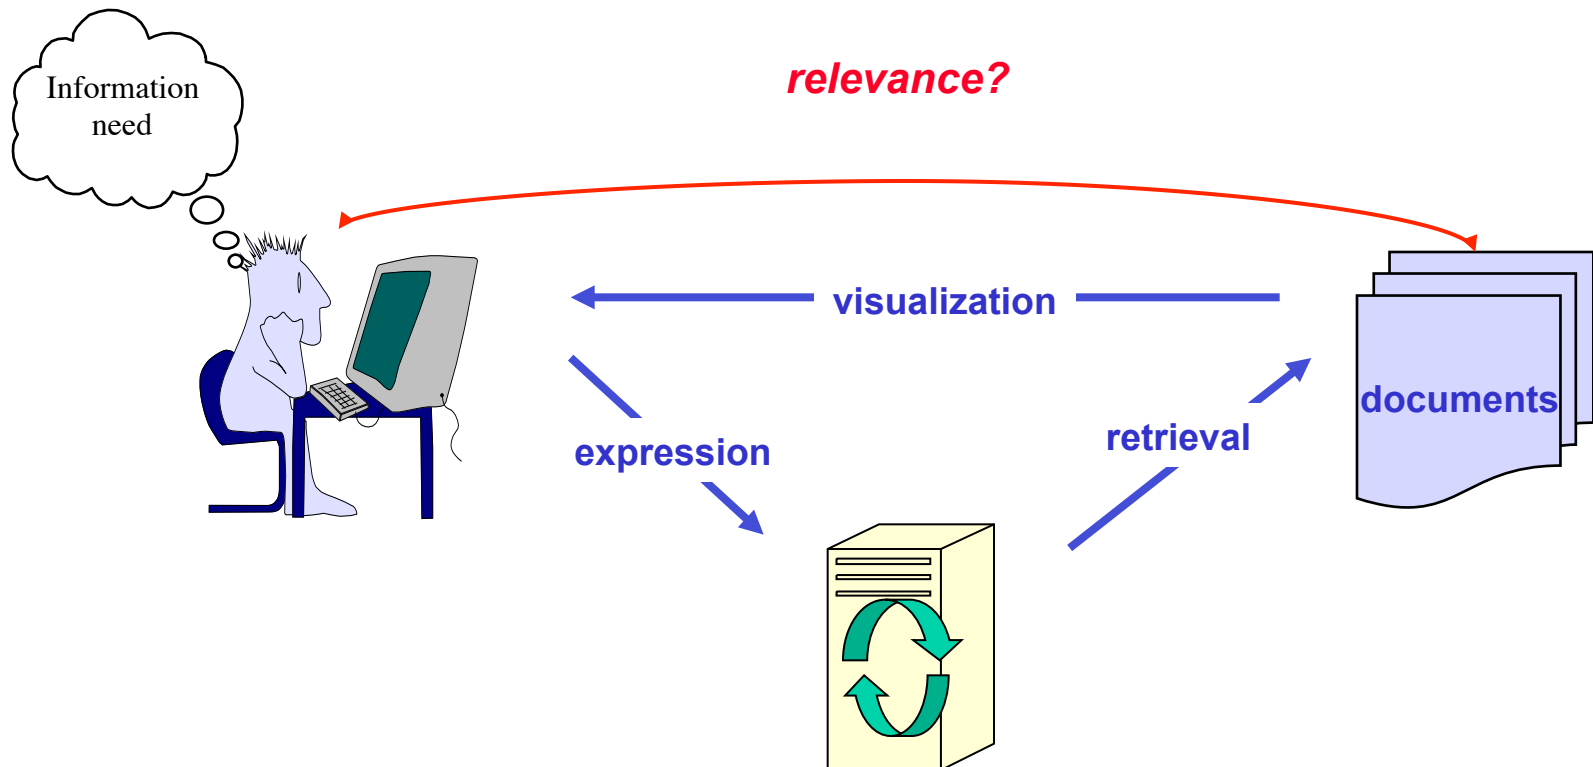 Information
need
relevance?
visualization
documents
expression
retrieval